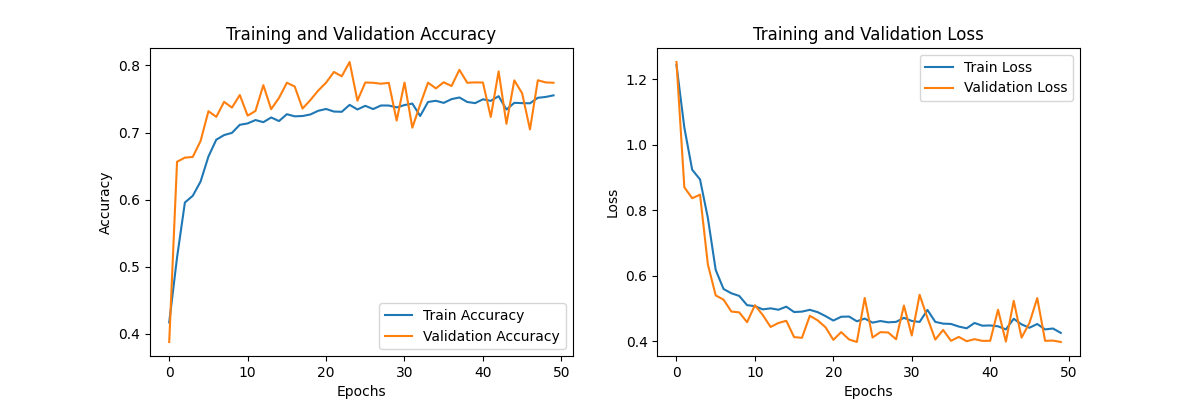 Training and Validation Accuracy
0.8
0.7
0.6
0.5
0.4
Accuracy
Train Accuracy
Validation Accuracy
0
10
20
30
40
50
Epochs
Training and Validation Loss
1.2
1.0
0.8
0.6
0.4
Loss
Train Loss
Validation Loss
0
10
20
30
40
50
Epochs